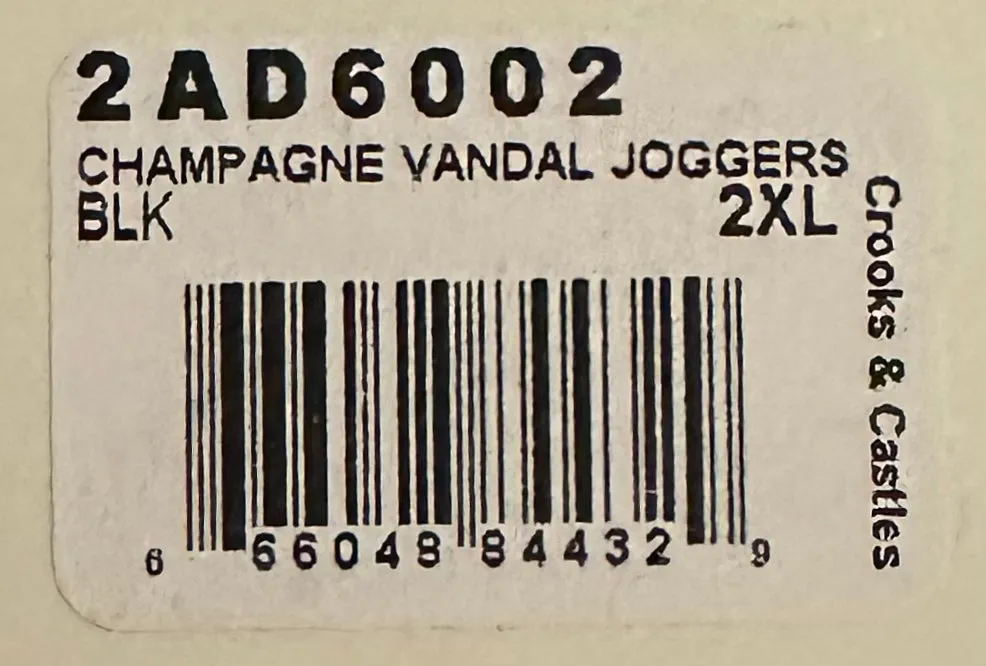 2AD6002
CHAMPAGNE VANDAL JOGGERS
BLK 2XL
Crooks & Castles
6 66048 84432 9